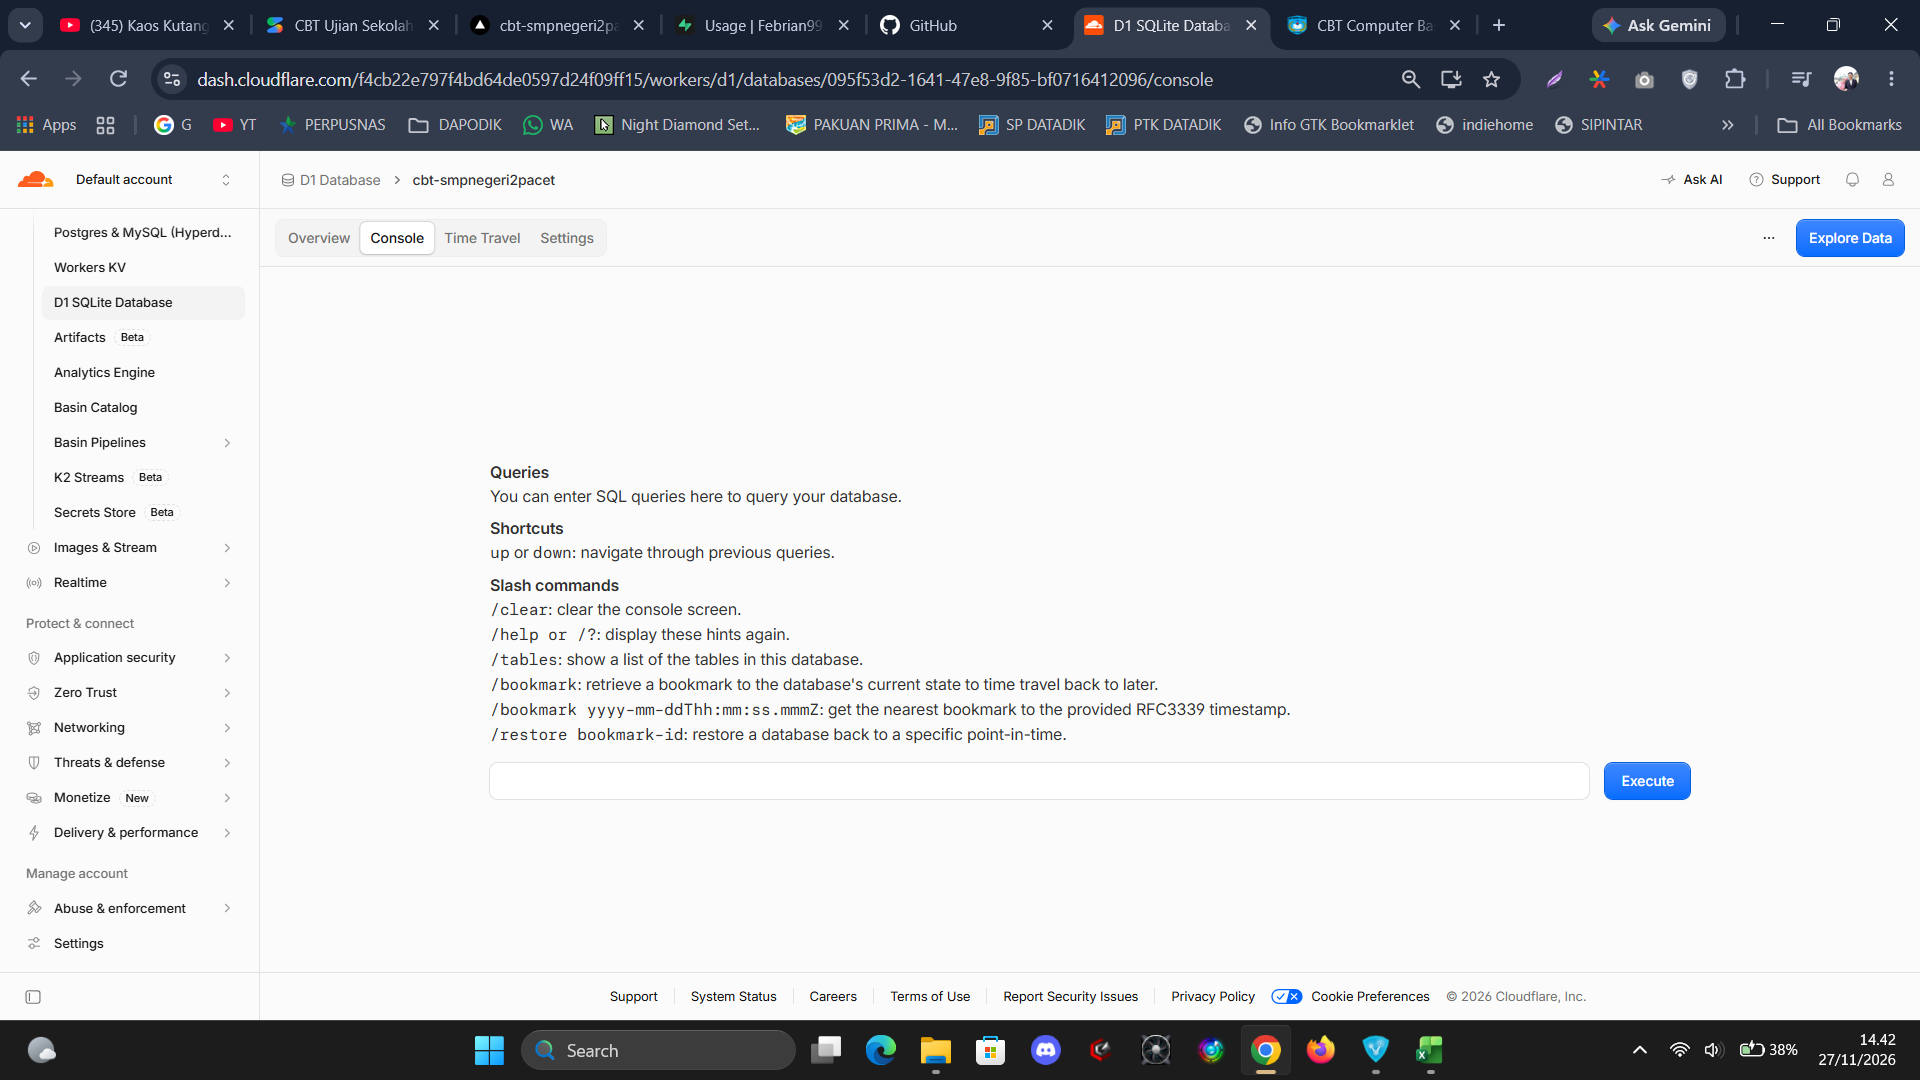 (345) Kaos Kutang
CBT Ujian Sekolah
cbt-smpnegeri2pa
Usage | Febrian99
GitHub
D1 SQLite Databa
CBT Computer Ba
Ask Gemini
dash.cloudflare.com/f4cb22e797f4bd64de0597d24f09ff15/workers/d1/databases/095f53d2-1641-47e8-9f85-bf0716412096/console
Apps
G
YT
PERPUSNAS
DAPODIK
WA
Night Diamond Set...
PAKUAN PRIMA - M...
SP DATADIK
PTK DATADIK
Info GTK Bookmarklet
indiehome
SIPINTAR
All Bookmarks
Default account
D1 Database
cbt-smpnegeri2pacet
Ask AI
Support
Overview
Console
Time Travel
Settings
Explore Data
Postgres & MySQL (Hyperd...
Workers KV
D1 SQLite Database
Artifacts Beta
Analytics Engine
Basin Catalog
Basin Pipelines
K2 Streams Beta
Secrets Store Beta
Images & Stream
Realtime
Protect & connect
Application security
Zero Trust
Networking
Threats & defense
Monetize New
Delivery & performance
Manage account
Abuse & enforcement
Settings
Queries
You can enter SQL queries here to query your database.
Shortcuts
up or down: navigate through previous queries.
Slash commands
/clear: clear the console screen.
/help or /?: display these hints again.
/tables: show a list of the tables in this database.
/bookmark: retrieve a bookmark to the database's current state to time travel back to later.
/bookmark yyyy-mm-ddThh:mm:ss.mmmZ: get the nearest bookmark to the provided RFC3339 timestamp.
/restore bookmark-id: restore a database back to a specific point-in-time.
Execute
Support
System Status
Careers
Terms of Use
Report Security Issues
Privacy Policy
Cookie Preferences
© 2026 Cloudflare, Inc.
Search
38%
14.42
27/11/2026